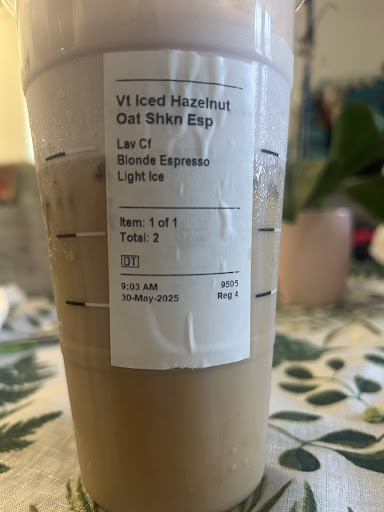 Vt Iced Hazelnut
Oat Shkn Esp
Lav Cf
Blonde Espresso
Light Ice
Item: 1 of 1
Total: 2
DT
9:03 AM 9505
30-May-2025 Reg 4